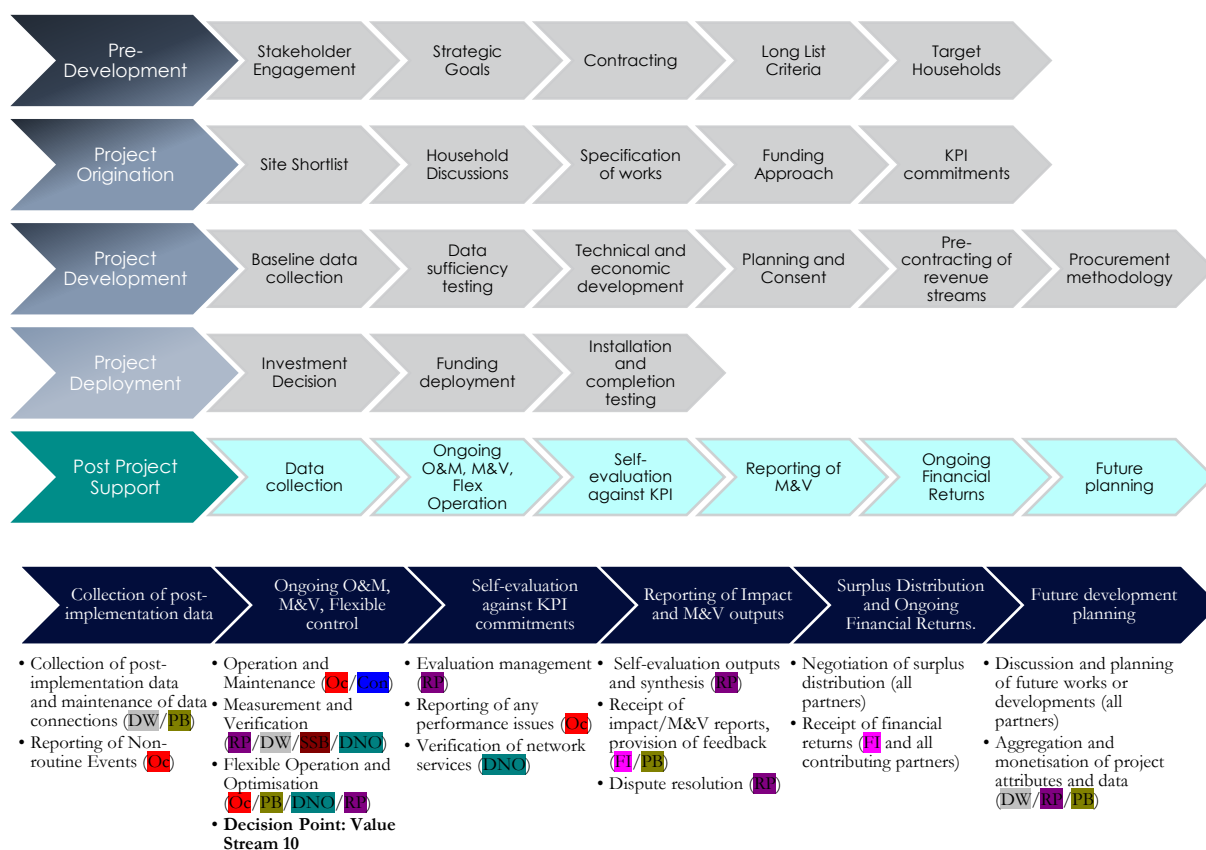 Pre-
Development
Stakeholder
Engagement
Strategic
Goals
Contracting
Long List
Criteria
Target
Households
Project
Origination
Site Shortlist
Household
Discussions
Specification
of works
Funding
Approach
KPI
commitments
Project
Development
Baseline data
collection
Data
sufficiency
testing
Technical and
economic
development
Planning and
Consent
Pre-
contracting of
revenue
streams
Procurement
methodology
Project
Deployment
Investment
Decision
Funding
deployment
Installation
and
completion
testing
Post Project
Support
Data
collection
Ongoing
O&M, M&V,
Flex
Operation
Self-
evaluation
against KPI
Reporting of
M&V
Ongoing
Financial
Returns
Future
planning
Collection of post-
implementation data
Ongoing O&M,
M&V, Flexible
control
Self-evaluation
against KPI
commitments
Reporting of Impact
and M&V outputs
Surplus Distribution
and Ongoing
Financial Returns.
Future development
planning
• Collection of post-
implementation data
and maintenance of data
connections (DW/PB)
• Reporting of Non-
routine Events (Oc)
• Operation and
Maintenance (Oc/Con)
• Measurement and
Verification
(RP/DW/SSB/DNO)
• Flexible Operation and
Optimisation
(Oc/PB/DNO/RP)
• Decision Point: Value
Stream 10
• Evaluation management
(RP)
• Reporting of any
performance issues (Oc)
• Verification of network
services (DNO)
• Self-evaluation outputs
and synthesis (RP)
• Receipt of
impact/M&V reports,
provision of feedback
(FI/PB)
• Dispute resolution (RP)
• Negotiation of surplus
distribution (all
partners)
• Receipt of financial
returns (FI and all
contributing partners)
• Discussion and planning
of future works or
developments (all
partners)
• Aggregation and
monetisation of project
attributes and data
(DW/RP/PB)